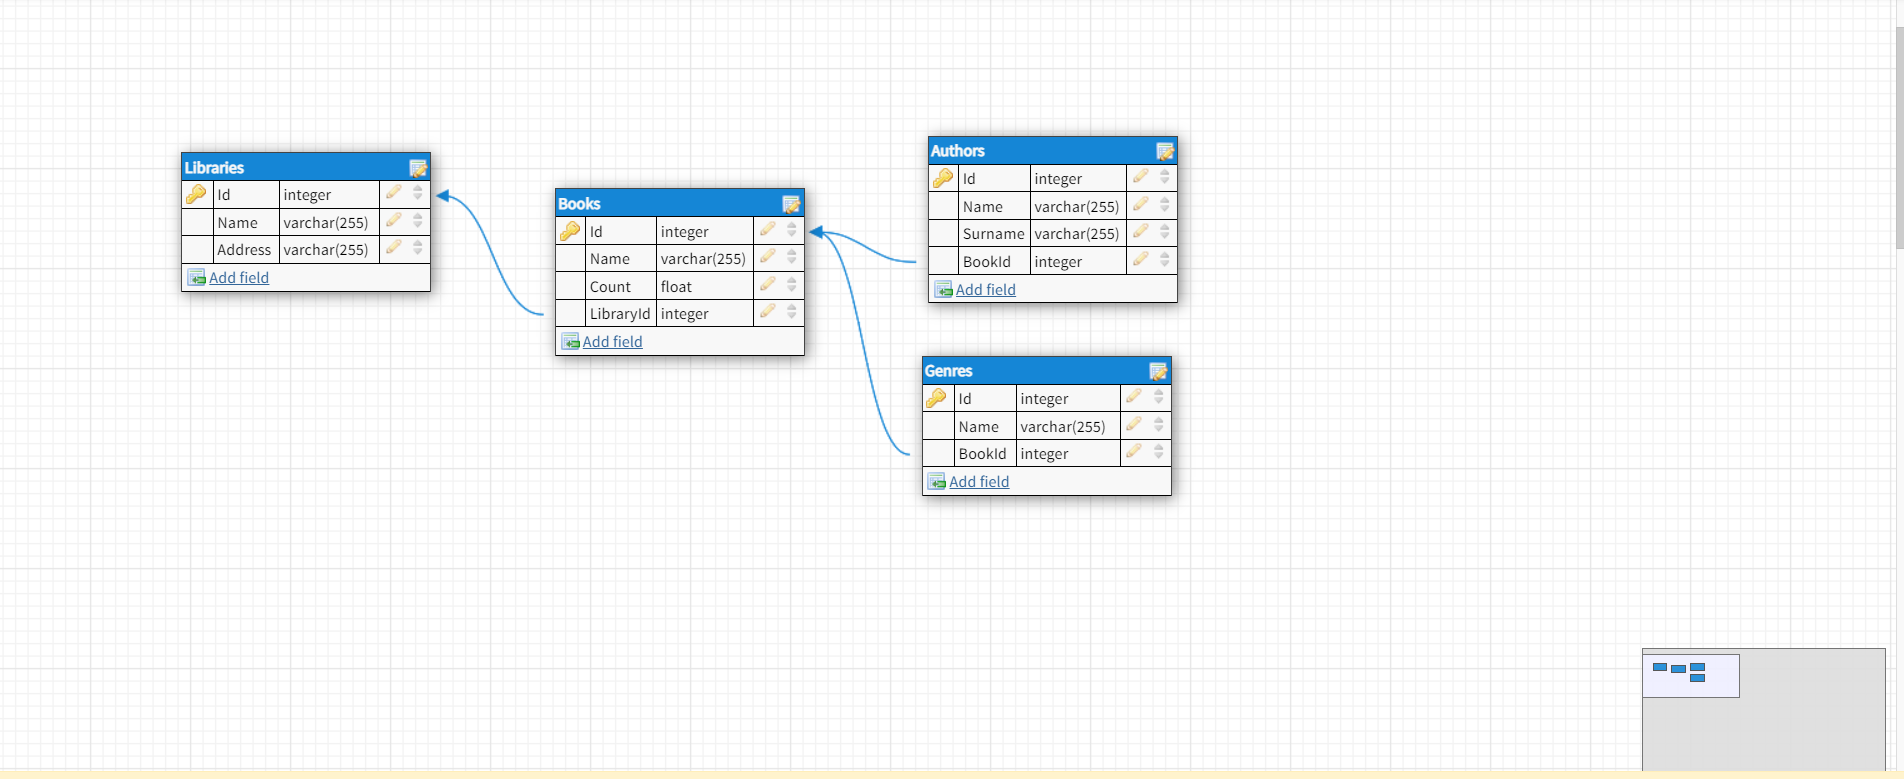 Libraries
Id integer
Name varchar(255)
Address varchar(255)
Add field
Books
Id integer
Name varchar(255)
Count float
LibraryId integer
Add field
Authors
Id integer
Name varchar(255)
Surname varchar(255)
BookId integer
Add field
Genres
Id integer
Name varchar(255)
BookId integer
Add field